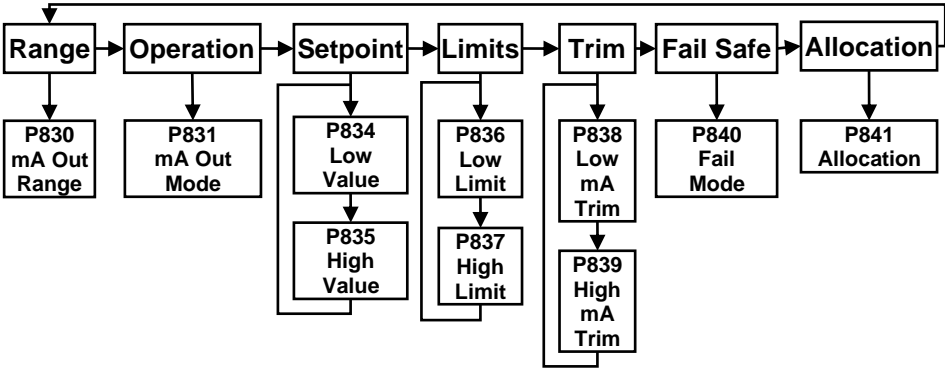 Range
Operation
Setpoint
Limits
Trim
Fail Safe
Allocation
P830
mA Out
Range
P831
mA Out
Mode
P834
Low
Value
P835
High
Value
P836
Low
Limit
P837
High
Limit
P838
Low
mA
Trim
P839
High
mA
Trim
P840
Fail
Mode
P841
Allocation